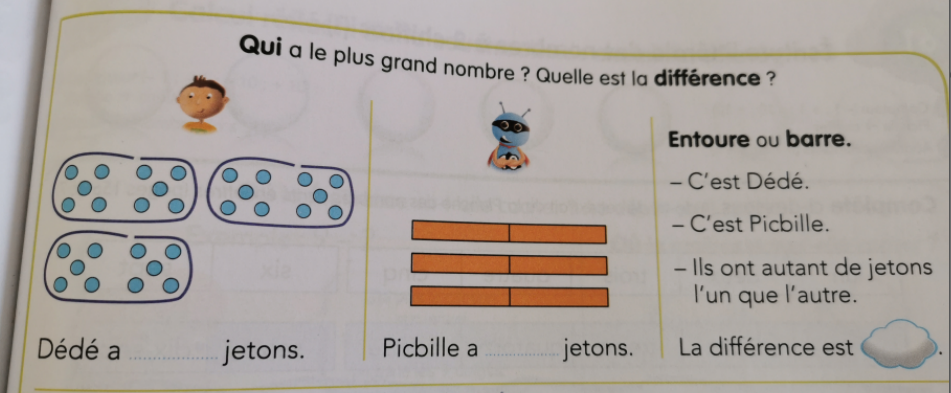 Qui a le plus grand nombre ? Quelle est la différence ?
Entoure ou barre.
– C'est Dédé.
– C'est Picbille.
– Ils ont autant de jetons
l'un que l'autre.
Dédé a ............ jetons.
Picbille a ............ jetons.
La différence est .